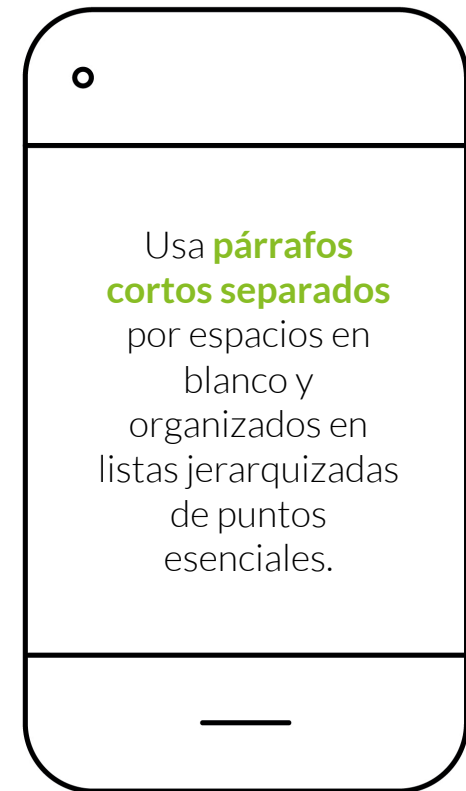 Usa párrafos
cortos separados
por espacios en
blanco y
organizados en
listas jerarquizadas
de puntos
esenciales.